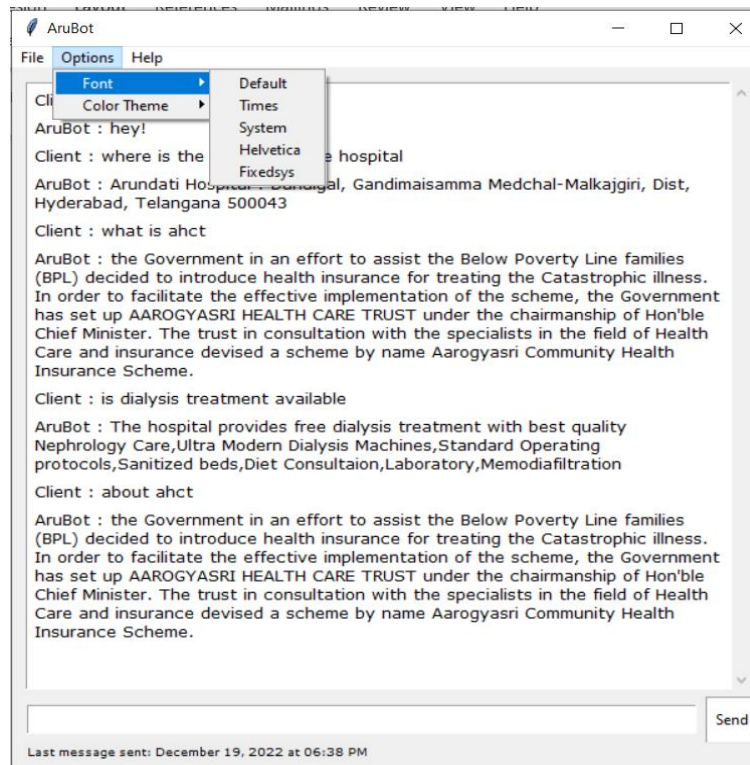 AruBot
File Options Help
Font Default
Color Theme Times
System
Helvetica
Fixedsys
Cli
AruBot : hey!
Client : where is the e hospital
AruBot : Arundati Hospital : Dundigal, Gandimaisamma Medchal-Malkajgiri, Dist,
Hyderabad, Telangana 500043
Client : what is ahct
AruBot : the Government in an effort to assist the Below Poverty Line families
(BPL) decided to introduce health insurance for treating the Catastrophic illness.
In order to facilitate the effective implementation of the scheme, the Government
has set up AAROGYASRI HEALTH CARE TRUST under the chairmanship of Hon'ble
Chief Minister. The trust in consultation with the specialists in the field of Health
Care and insurance devised a scheme by name Aarogyasri Community Health
Insurance Scheme.
Client : is dialysis treatment available
AruBot : The hospital provides free dialysis treatment with best quality
Nephrology Care,Ultra Modern Dialysis Machines,Standard Operating
protocols,Sanitized beds,Diet Consultaion,Laboratory,Memodiafiltration
Client : about ahct
AruBot : the Government in an effort to assist the Below Poverty Line families
(BPL) decided to introduce health insurance for treating the Catastrophic illness.
In order to facilitate the effective implementation of the scheme, the Government
has set up AAROGYASRI HEALTH CARE TRUST under the chairmanship of Hon'ble
Chief Minister. The trust in consultation with the specialists in the field of Health
Care and insurance devised a scheme by name Aarogyasri Community Health
Insurance Scheme.
Send
Last message sent: December 19, 2022 at 06:38 PM